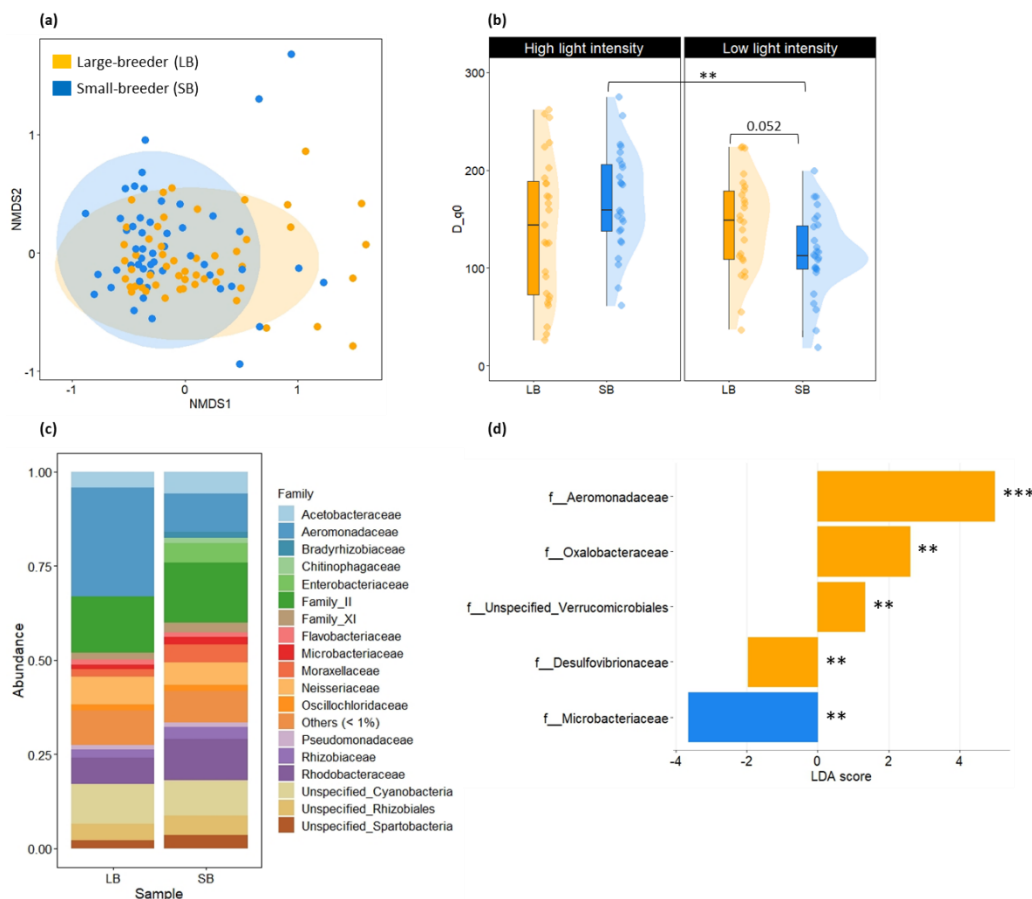 (a)
Large-breeder (LB)
Small-breeder (SB)
NMDS2
1
0
-1
-1
0
1
NMDS1
(b)
High light intensity
Low light intensity
**
0.052
D_q0
300
200
100
0
LB
SB
LB
SB
(c)
Abundance
1.00
0.75
0.50
0.25
0.00
LB
SB
Sample
Family
Acetobacteraceae
Aeromonadaceae
Bradyrhizobiaceae
Chitinophagaceae
Enterobacteriaceae
Family_II
Family_XI
Flavobacteriaceae
Microbacteriaceae
Moraxellaceae
Neisseriaceae
Oscillochloridaceae
Others (< 1%)
Pseudomonadaceae
Rhizobiaceae
Rhodobacteraceae
Unspecified_Cyanobacteria
Unspecified_Rhizobiales
Unspecified_Spartobacteria
(d)
f__Aeromonadaceae
***
f__Oxalobacteraceae
**
f__Unspecified_Verrucomicrobiales
**
f__Desulfovibrionaceae
**
f__Microbacteriaceae
**
-4
-2
0
2
4
LDA score